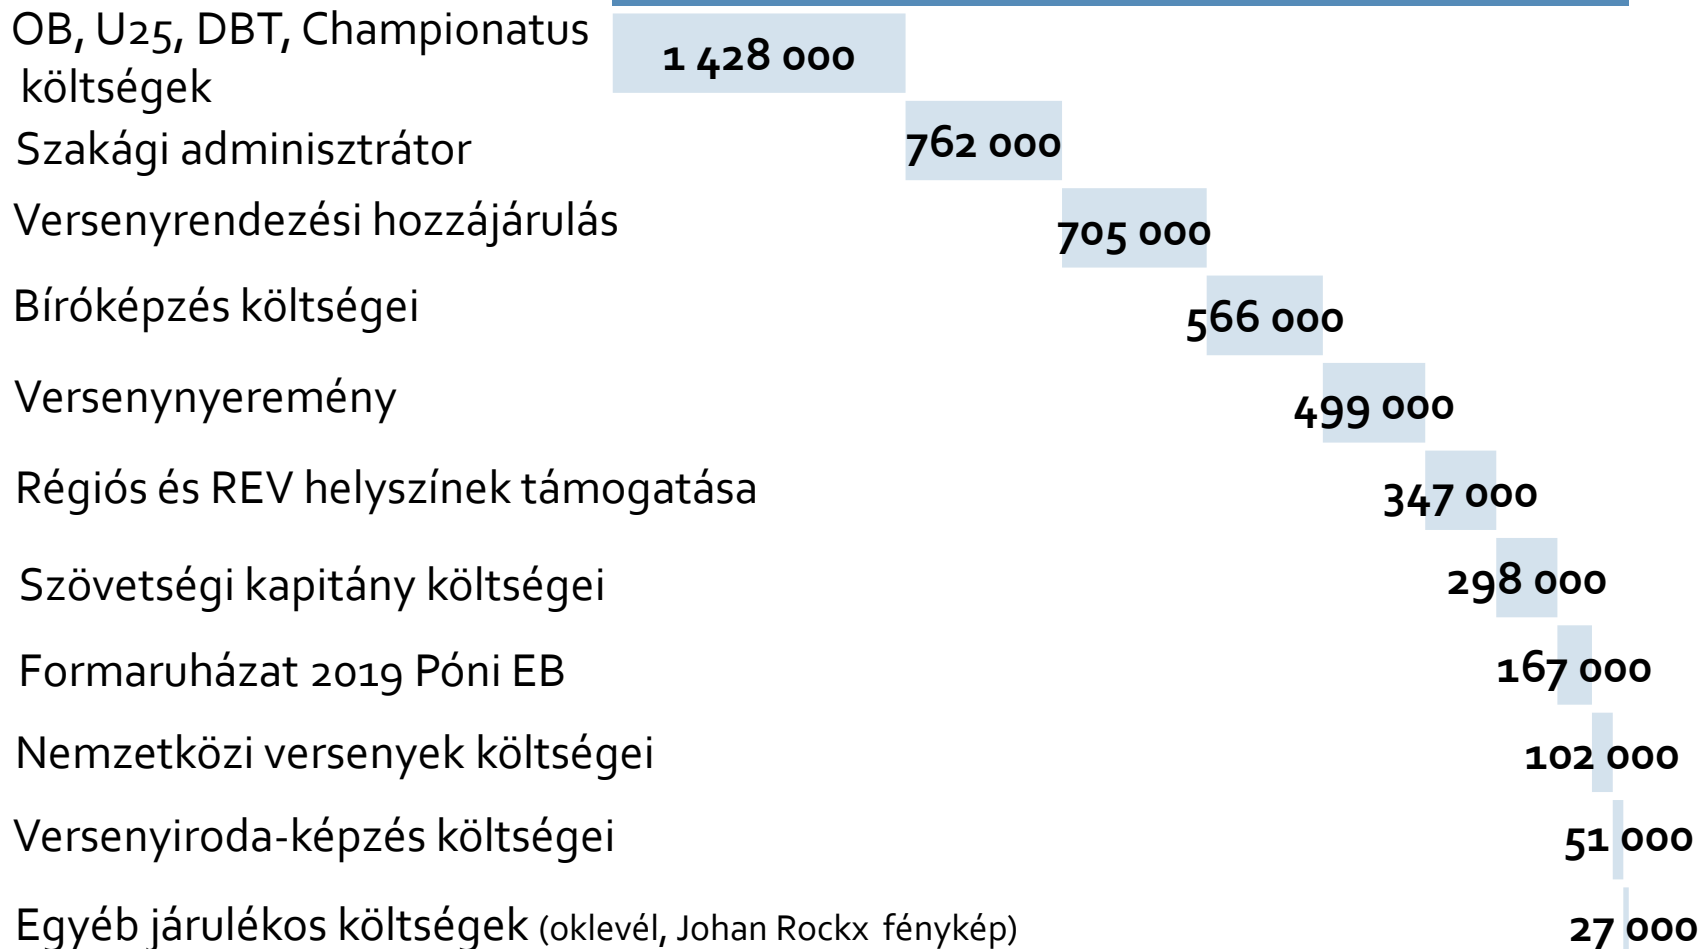 OB, U25, DBT, Championatus
költségek
1 428 000
Szakági adminisztrátor
762 000
Versenyrendezési hozzájárulás
705 000
Bíróképzés költségei
566 000
Versenynyeremény
499 000
Régiós és REV helyszínek támogatása
347 000
Szövetségi kapitány költségei
298 000
Formaruházat 2019 Póni EB
167 000
Nemzetközi versenyek költségei
102 000
Versenyiroda-képzés költségei
51 000
Egyéb járulékos költségek (oklevél, Johan Rockx fénykép)
27 000